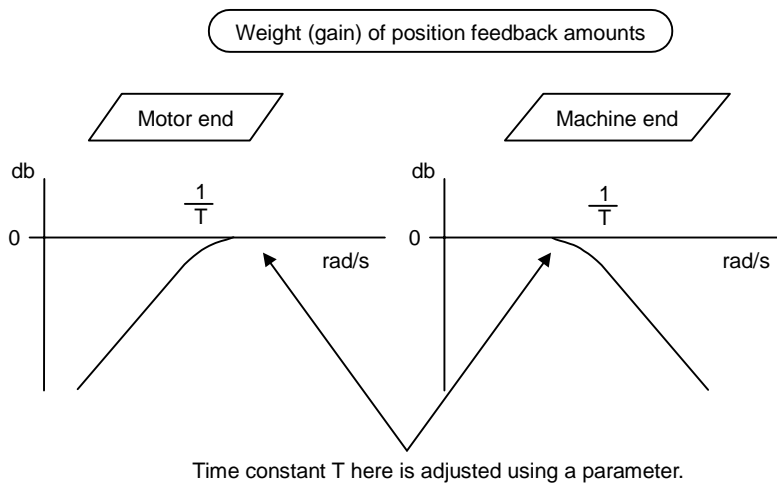 Weight (gain) of position feedback amounts
Motor end
Machine end
db
1
T
0
rad/s
db
1
T
0
rad/s
Time constant T here is adjusted using a parameter.